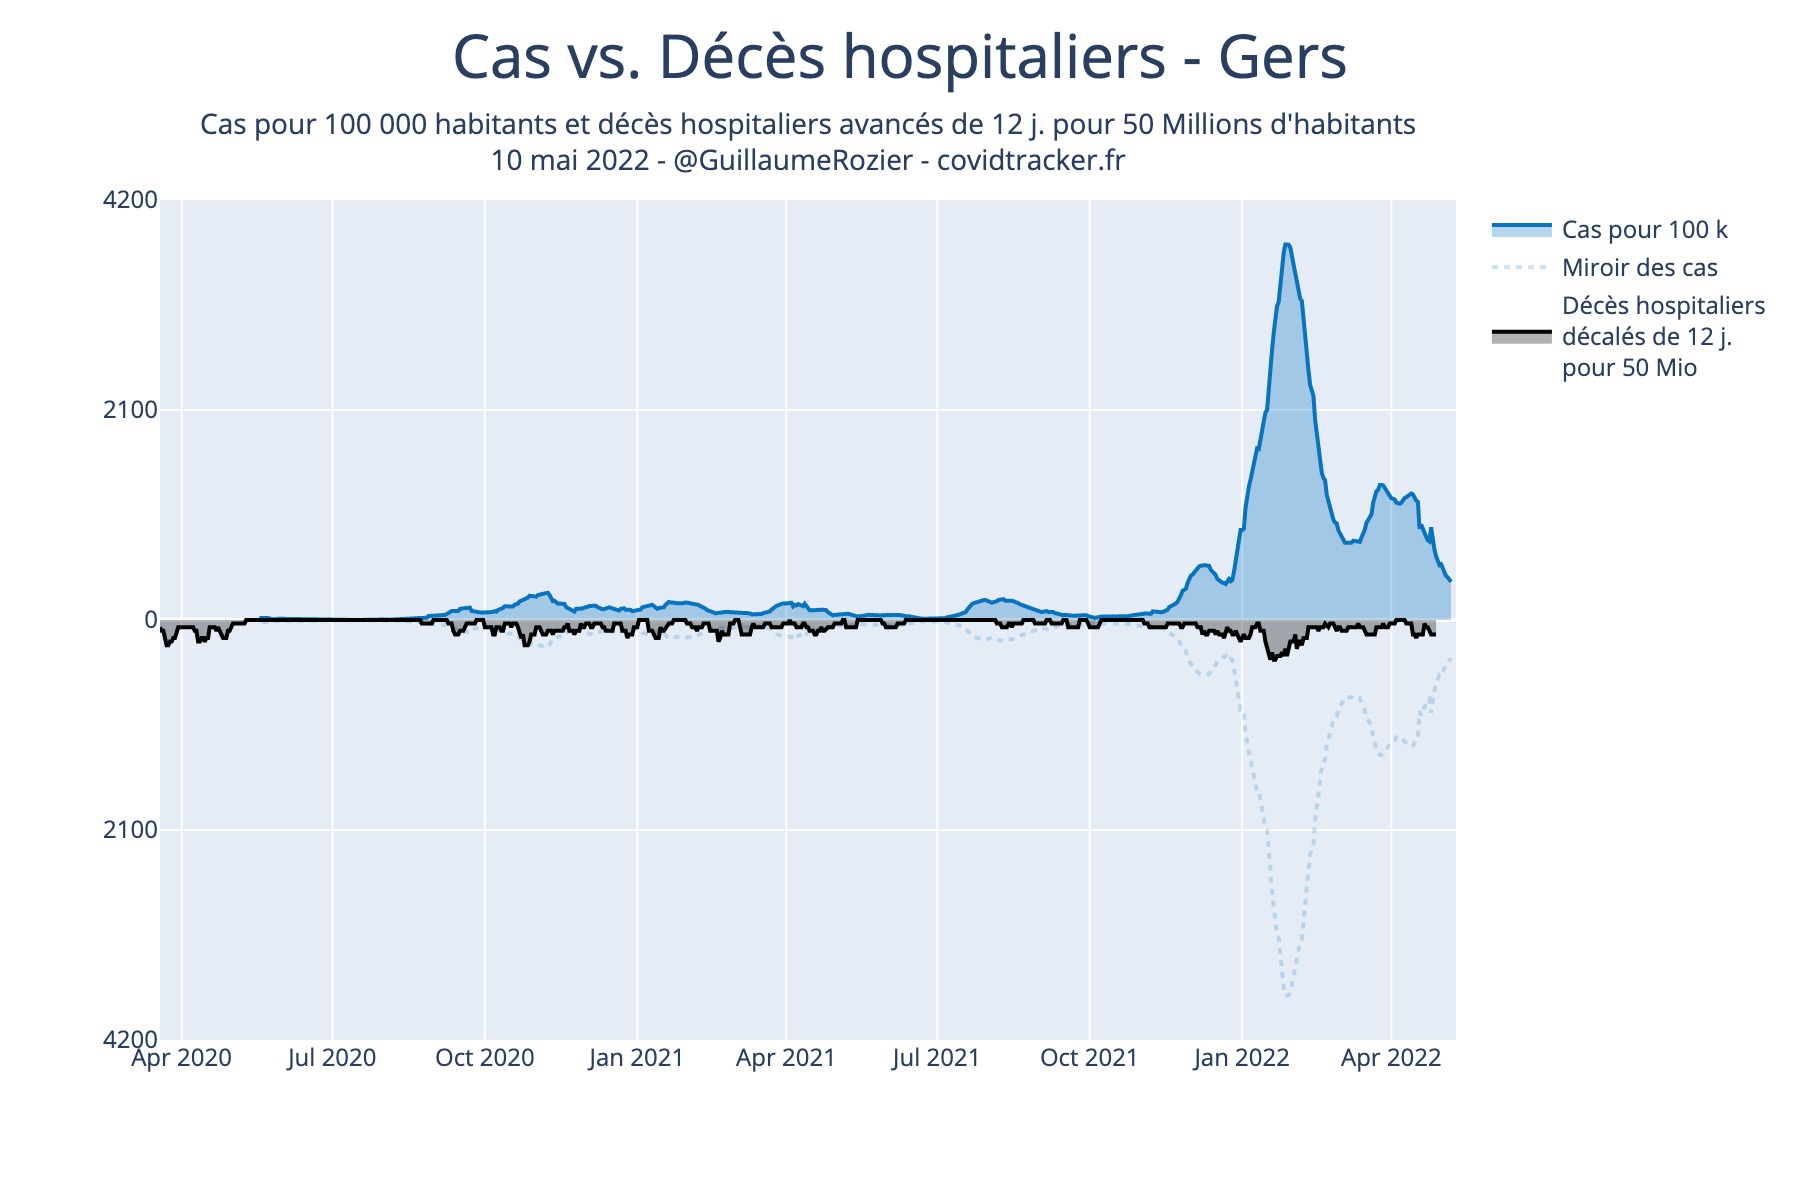 Cas vs. Décès hospitaliers - Gers
Cas pour 100 000 habitants et décès hospitaliers avancés de 12 j. pour 50 Millions d'habitants
10 mai 2022 - @GuillaumeRozier - covidtracker.fr
4200
2100
0
2100
4200
Apr 2020
Jul 2020
Oct 2020
Jan 2021
Apr 2021
Jul 2021
Oct 2021
Jan 2022
Apr 2022
Cas pour 100 k
Miroir des cas
Décès hospitaliers
décalés de 12 j.
pour 50 Mio